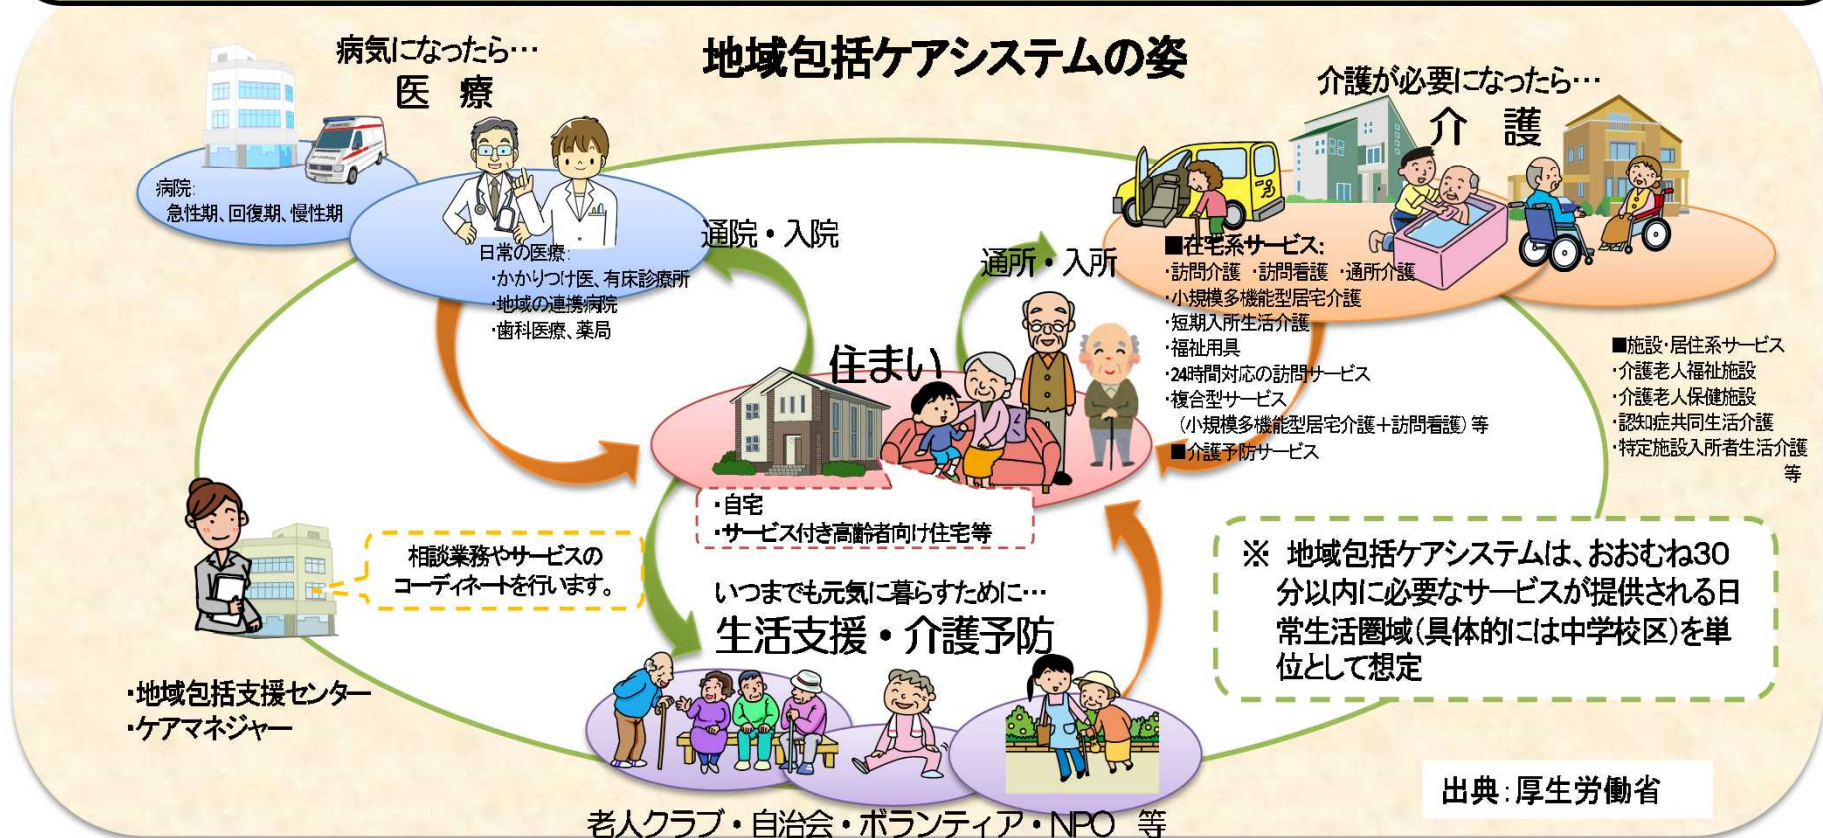 地域包括ケアシステムの姿
病気になったら…
医 療
病院:
急性期、回復期、慢性期
日常の医療:
・かかりつけ医、有床診療所
・地域の連携病院
・歯科医療、薬局
通院・入院
通所・入所
介護が必要になったら…
介 護
■在宅系サービス:
・訪問介護 ・訪問看護 ・通所介護
・小規模多機能型居宅介護
・短期入所生活介護
・福祉用具
・24時間対応の訪問サービス
・複合型サービス
(小規模多機能型居宅介護+訪問看護)等
■介護予防サービス
■施設・居住系サービス
・介護老人福祉施設
・介護老人保健施設
・認知症共同生活介護
・特定施設入所者生活介護
等
住まい
・自宅
・サービス付き高齢者向け住宅等
相談業務やサービスの
コーディネートを行います。
・地域包括支援センター
・ケアマネジャー
いつまでも元気に暮らすために…
生活支援・介護予防
老人クラブ・自治会・ボランティア・NPO 等
※ 地域包括ケアシステムは、おおむね30
分以内に必要なサービスが提供される日
常生活圏域(具体的には中学校区)を単
位として想定
出典:厚生労働省